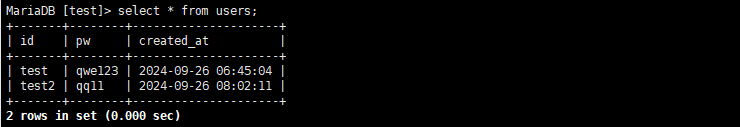 MariaDB [test]> select * from users;
+-------+--------+---------------------+
| id    | pw     | created_at          |
+-------+--------+---------------------+
| test  | qwe123 | 2024-09-26 06:45:04 |
| test2 | qq11   | 2024-09-26 08:02:11 |
+-------+--------+---------------------+
2 rows in set (0.000 sec)